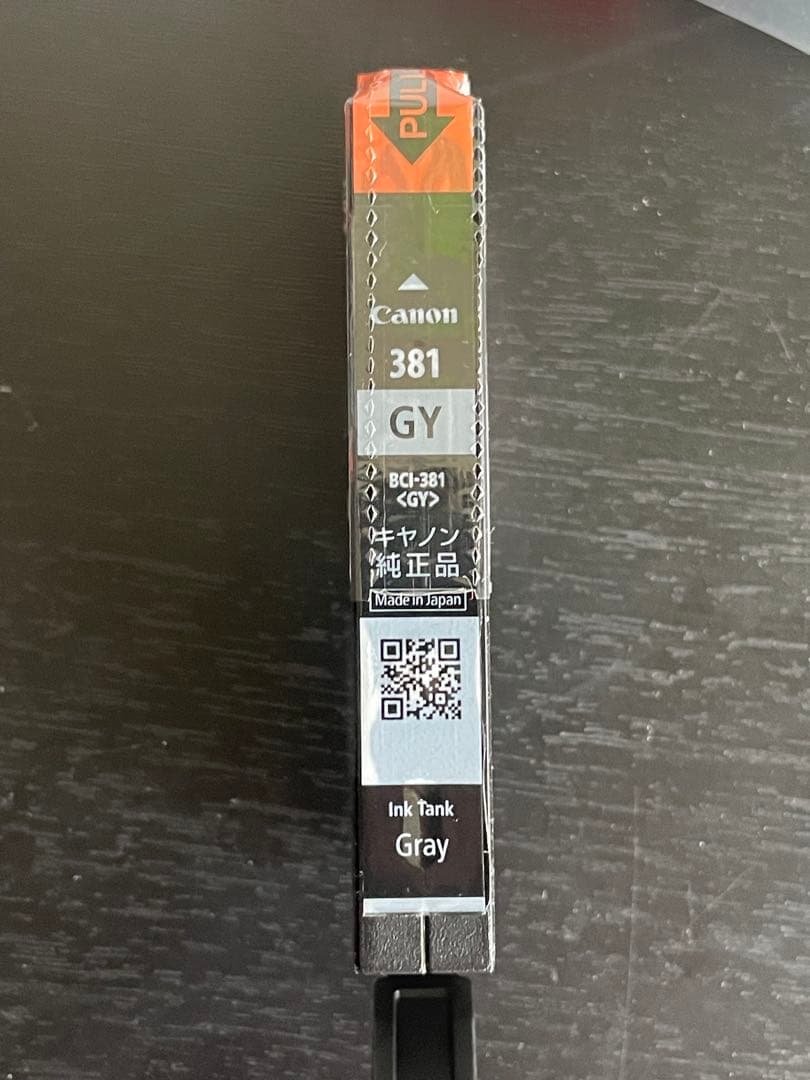 PULL
Canon
381
GY
BCI-381
<GY>
キヤノン
純正品
Made in Japan
Ink Tank
Gray